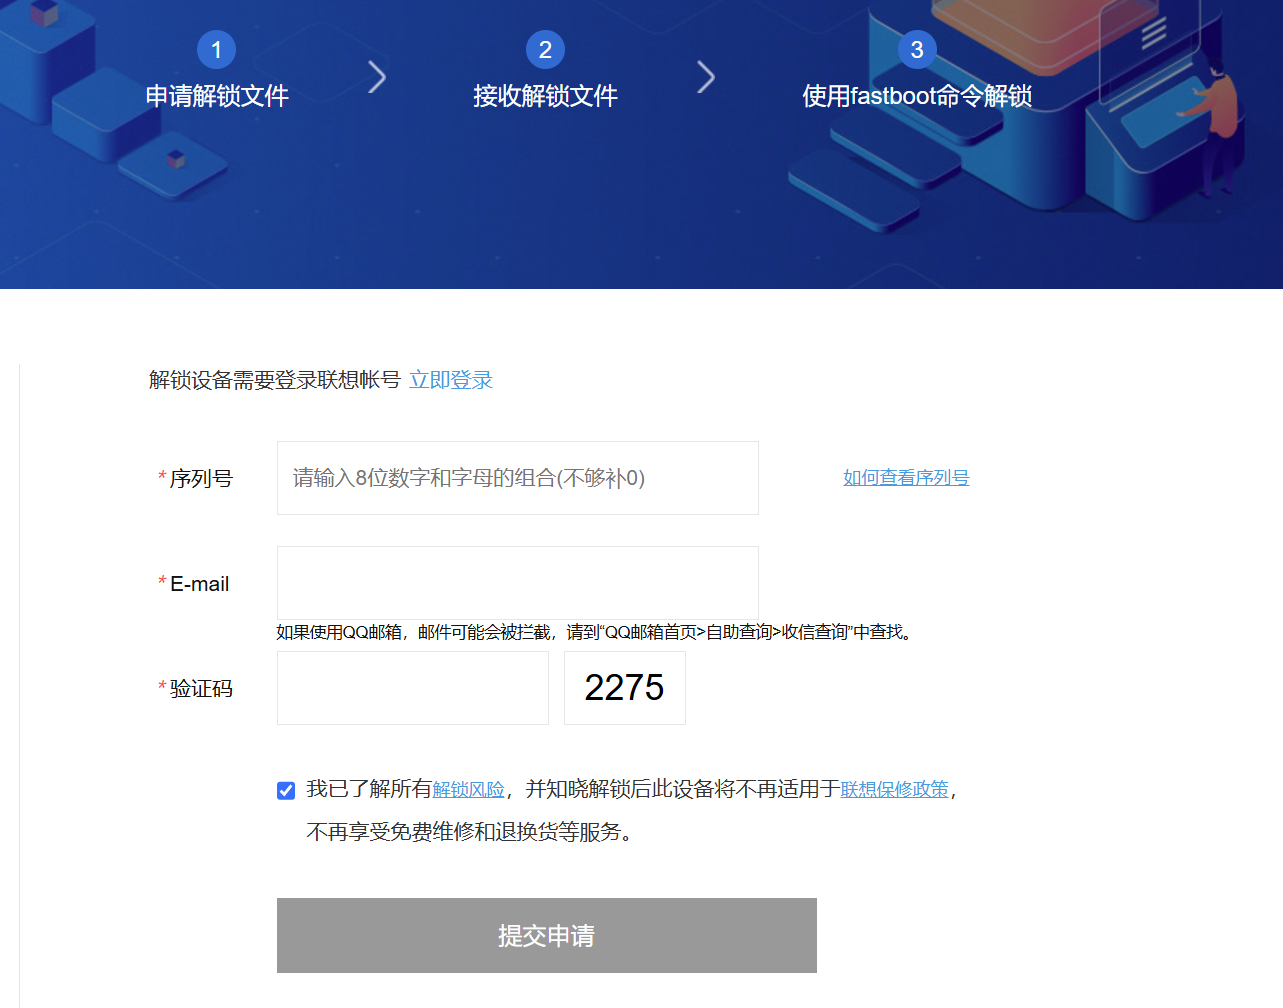 1
申请解锁文件
2
接收解锁文件
3
使用fastboot命令解锁
解锁设备需要登录联想帐号 立即登录
*序列号 请输入8位数字和字母的组合(不够补0) 如何查看序列号
*E-mail
如果使用QQ邮箱，邮件可能会被拦截，请到“QQ邮箱首页>自助查询>收信查询”中查找。
*验证码 2275
我已了解所有解锁风险，并知晓解锁后此设备将不再适用于联想保修政策，
不再享受免费维修和退换货等服务。
提交申请